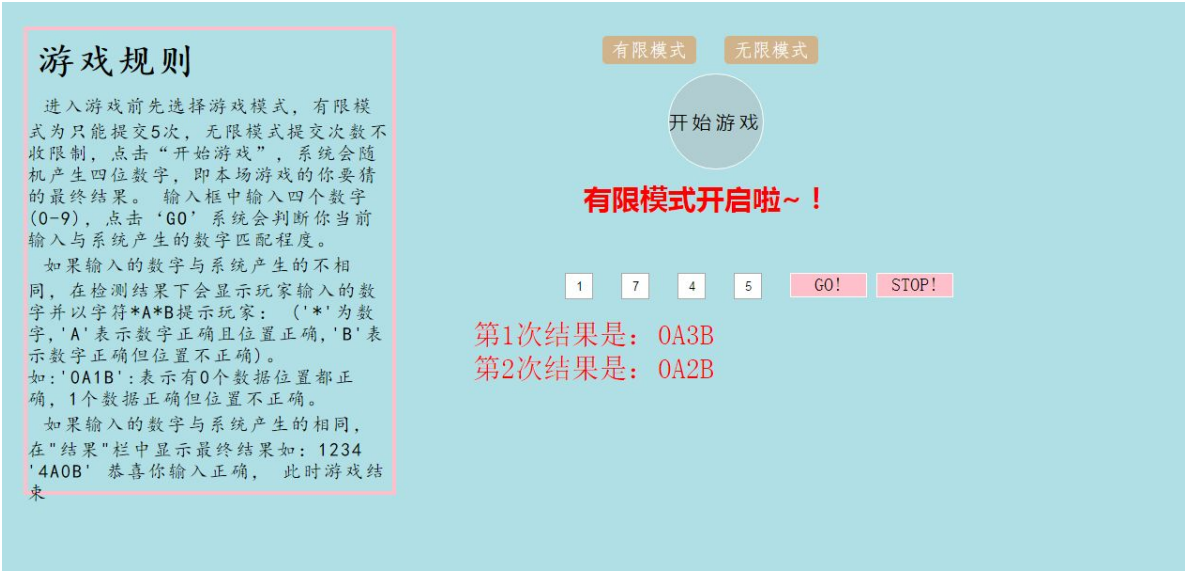 游戏规则
进入游戏前先选择游戏模式，有限模
式为只能提交5次，无限模式提交次数不
收限制，点击“开始游戏”，系统会随
机产生四位数字，即本场游戏的你要猜
的最终结果。 输入框中输入四个数字
(0-9)，点击‘GO’系统会判断你当前
输入与系统产生的数字匹配程度。
如果输入的数字与系统产生的不相
同，在检测结果下会显示玩家输入的数
字并以字符*A*B提示玩家： ('*'为数
字,'A'表示数字正确且位置正确,'B'表
示数字正确但位置不正确)。
如:'0A1B':表示有0个数据位置都正
确，1个数据正确但位置不正确。
如果输入的数字与系统产生的相同，
在"结果"栏中显示最终结果如：1234
'4A0B' 恭喜你输入正确， 此时游戏结
束
有限模式 无限模式
开始游戏
有限模式开启啦~！
1 7 4 5 GO! STOP!
第1次结果是：0A3B
第2次结果是：0A2B